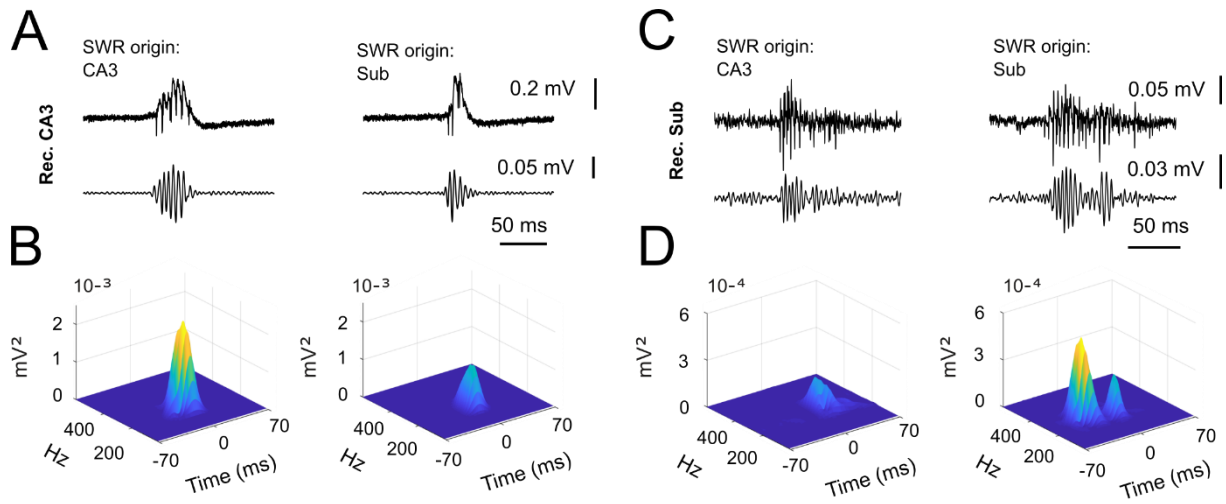 A
SWR origin:
CA3
SWR origin:
Sub
0.2 mV
Rec. CA3
0.05 mV
50 ms
C
SWR origin:
CA3
SWR origin:
Sub
0.05 mV
Rec. Sub
0.03 mV
50 ms
B
10⁻³
2
1
0
mV²
400
200
Hz
-70
0
70
Time (ms)
10⁻³
2
1
0
mV²
400
200
Hz
-70
0
70
Time (ms)
D
10⁻⁴
6
3
0
mV²
400
200
Hz
-70
0
70
Time (ms)
10⁻⁴
6
3
0
mV²
400
200
Hz
-70
0
70
Time (ms)